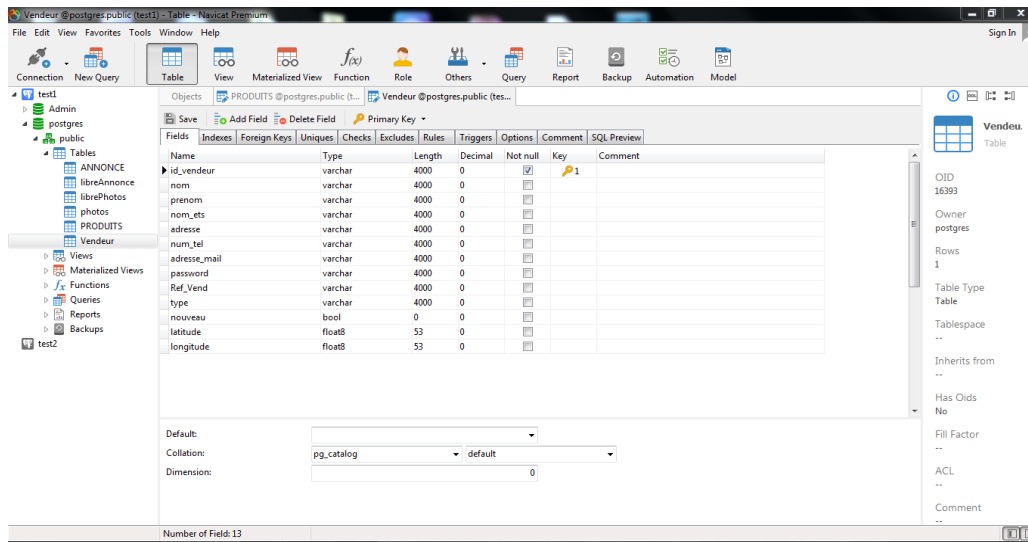 Vendeur @postgres.public (test1) - Table - Navicat Premium
File Edit View Favorites Tools Window Help Sign In
Connection New Query Table View Materialized View Function Role Others Query Report Backup Automation Model
test1
Admin
postgres
public
Tables
ANNONCE
libreAnnonce
librePhotos
photos
PRODUITS
Vendeur
Views
Materialized Views
Functions
Queries
Reports
Backups
test2
Objects PRODUITS @postgres.public (t... Vendeur @postgres.public (tes...
Save Add Field Delete Field Primary Key
Fields Indexes Foreign Keys Uniques Checks Excludes Rules Triggers Options Comment SQL Preview
Name Type Length Decimal Not null Key Comment
id_vendeur varchar 4000 0 1
nom varchar 4000 0
prenom varchar 4000 0
nom_ets varchar 4000 0
adresse varchar 4000 0
num_tel varchar 4000 0
adresse_mail varchar 4000 0
password varchar 4000 0
Ref_Vend varchar 4000 0
type varchar 4000 0
nouveau bool 0 0
latitude float8 53 0
longitude float8 53 0
Default:
Collation: pg_catalog default
Dimension: 0
Vendeu.
Table
OID
16393
Owner
postgres
Rows
1
Table Type
Table
Tablespace
--
Inherits from
--
Has Oids
No
Fill Factor
--
ACL
--
Comment
--
Number of Field: 13